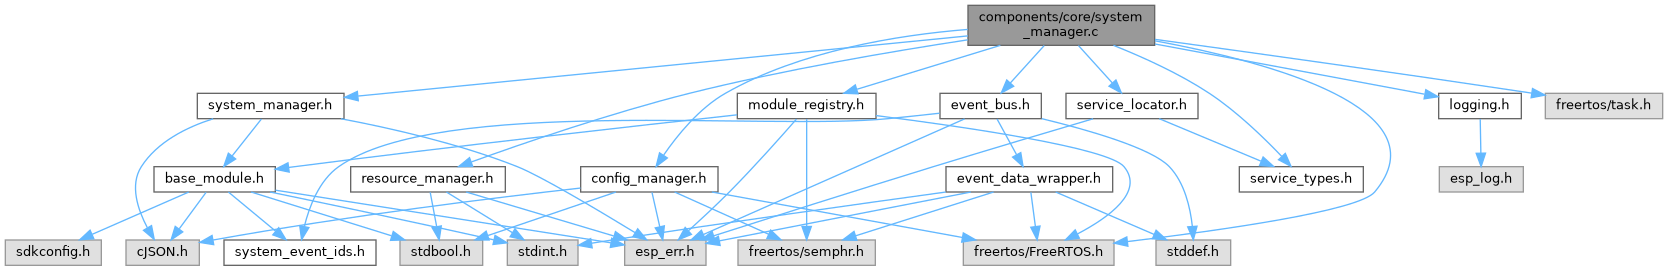 components/core/system
_manager.c
system_manager.h
module_registry.h
event_bus.h
service_locator.h
logging.h
freertos/task.h
base_module.h
resource_manager.h
config_manager.h
event_data_wrapper.h
service_types.h
esp_log.h
sdkconfig.h
cJSON.h
system_event_ids.h
stdbool.h
stdint.h
esp_err.h
freertos/semphr.h
freertos/FreeRTOS.h
stddef.h